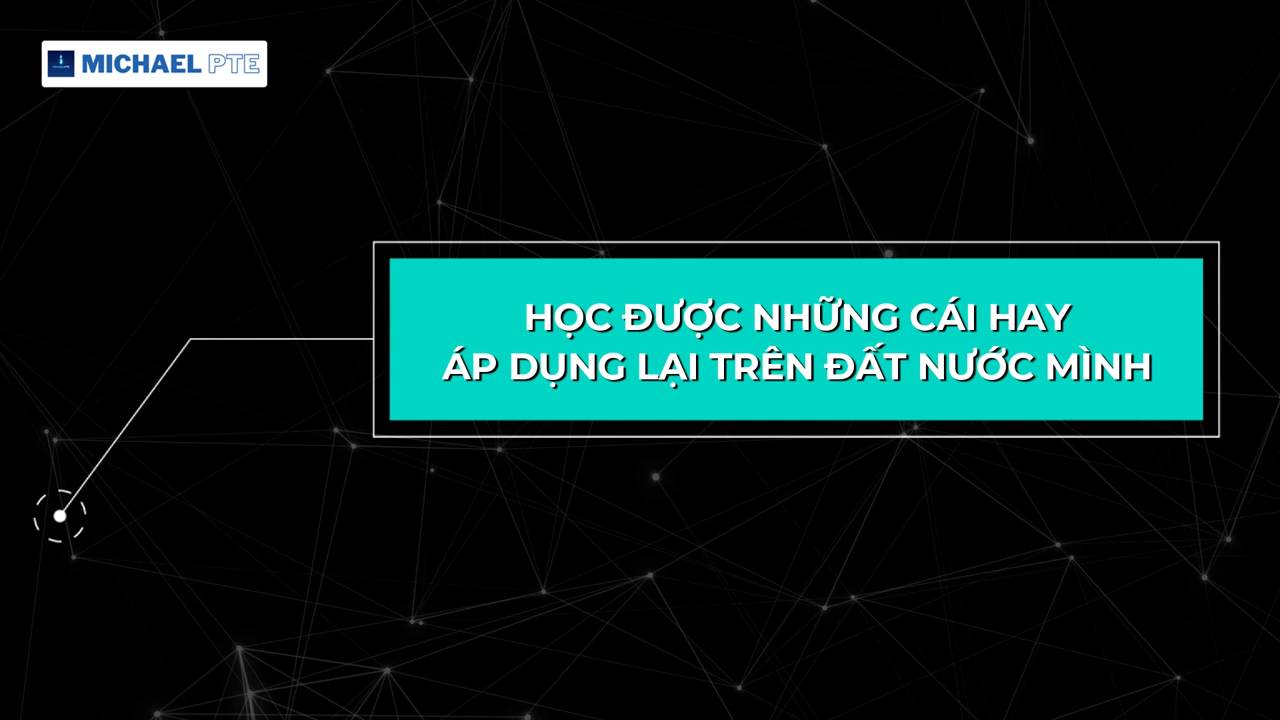 MICHAEL PTE
HỌC ĐƯỢC NHỮNG CÁI HAY
ÁP DỤNG LẠI TRÊN ĐẤT NƯỚC MÌNH